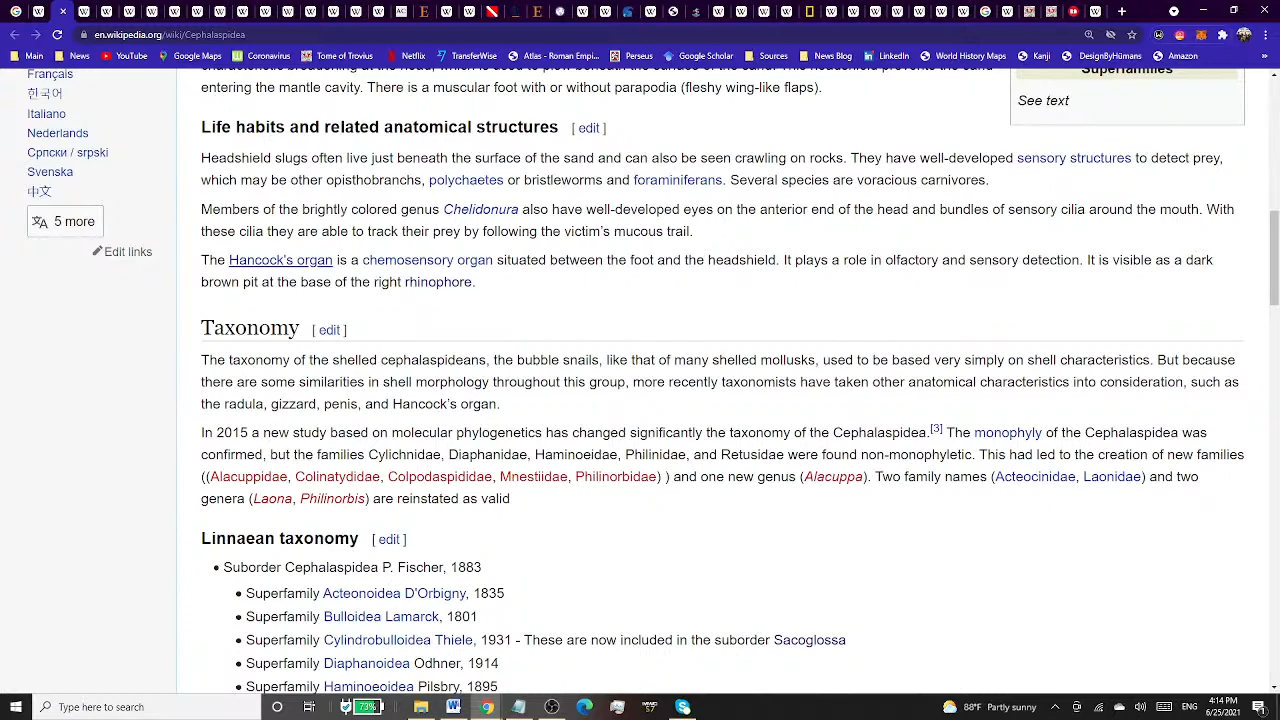 en.wikipedia.org/wiki/Cephalaspidea
Main
News
YouTube
Google Maps
Coronavirus
Tome of Trovius
Netflix
TransferWise
Atlas - Roman Empi...
Perseus
Google Scholar
Sources
News Blog
LinkedIn
World History Maps
Kanji
DesignByHumans
Amazon
Français
한국어
Italiano
Nederlands
Српски / srpski
Svenska
中文
5 more
Edit links
Superfamilies
See text
entering the mantle cavity. There is a muscular foot with or without parapodia (fleshy wing-like flaps).
Life habits and related anatomical structures [ edit ]
Headshield slugs often live just beneath the surface of the sand and can also be seen crawling on rocks. They have well-developed sensory structures to detect prey,
which may be other opisthobranchs, polychaetes or bristleworms and foraminiferans. Several species are voracious carnivores.
Members of the brightly colored genus Chelidonura also have well-developed eyes on the anterior end of the head and bundles of sensory cilia around the mouth. With
these cilia they are able to track their prey by following the victim's mucous trail.
The Hancock's organ is a chemosensory organ situated between the foot and the headshield. It plays a role in olfactory and sensory detection. It is visible as a dark
brown pit at the base of the right rhinophore.
Taxonomy [ edit ]
The taxonomy of the shelled cephalaspideans, the bubble snails, like that of many shelled mollusks, used to be based very simply on shell characteristics. But because
there are some similarities in shell morphology throughout this group, more recently taxonomists have taken other anatomical characteristics into consideration, such as
the radula, gizzard, penis, and Hancock's organ.
In 2015 a new study based on molecular phylogenetics has changed significantly the taxonomy of the Cephalaspidea.[3] The monophyly of the Cephalaspidea was
confirmed, but the families Cylichnidae, Diaphanidae, Haminoeidae, Philinidae, and Retusidae were found non-monophyletic. This had led to the creation of new families
((Alacuppidae, Colinatydidae, Colpodaspididae, Mnestiidae, Philinorbidae) ) and one new genus (Alacuppa). Two family names (Acteocinidae, Laonidae) and two
genera (Laona, Philinorbis) are reinstated as valid
Linnaean taxonomy [ edit ]
• Suborder Cephalaspidea P. Fischer, 1883
• Superfamily Acteonoidea D'Orbigny, 1835
• Superfamily Bulloidea Lamarck, 1801
• Superfamily Cylindrobulloidea Thiele, 1931 - These are now included in the suborder Sacoglossa
• Superfamily Diaphanoidea Odhner, 1914
• Superfamily Haminoeoidea Pilsbry, 1895
Type here to search
73%
88°F Partly sunny
ENG
4:14 PM
6/25/2021